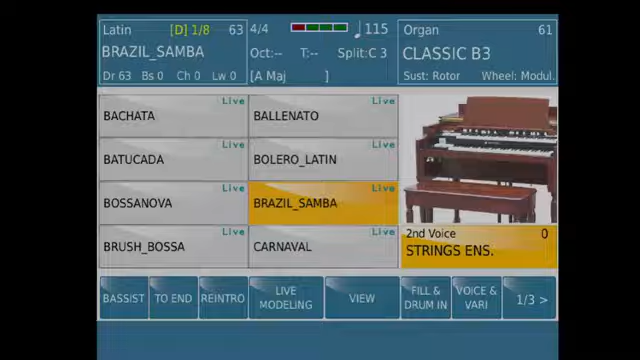 Latin [D] 1/8 63
BRAZIL_SAMBA
Dr 63 Bs 0 Ch 0 Lw 0
4/4 115
Oct:-- T:-- Split:C 3
[A Maj ]
Organ 61
CLASSIC B3
Sust: Rotor Wheel: Modul.
Live
BACHATA
Live
BALLENATO
Live
BATUCADA
Live
BOLERO_LATIN
Live
BOSSANOVA
Live
BRAZIL_SAMBA
Live
BRUSH_BOSSA
Live
CARNAVAL
2nd Voice 0
STRINGS ENS.
BASSIST
TO END
REINTRO
LIVE
MODELING
VIEW
FILL &
DRUM IN
VOICE &
VARI
1/3 >